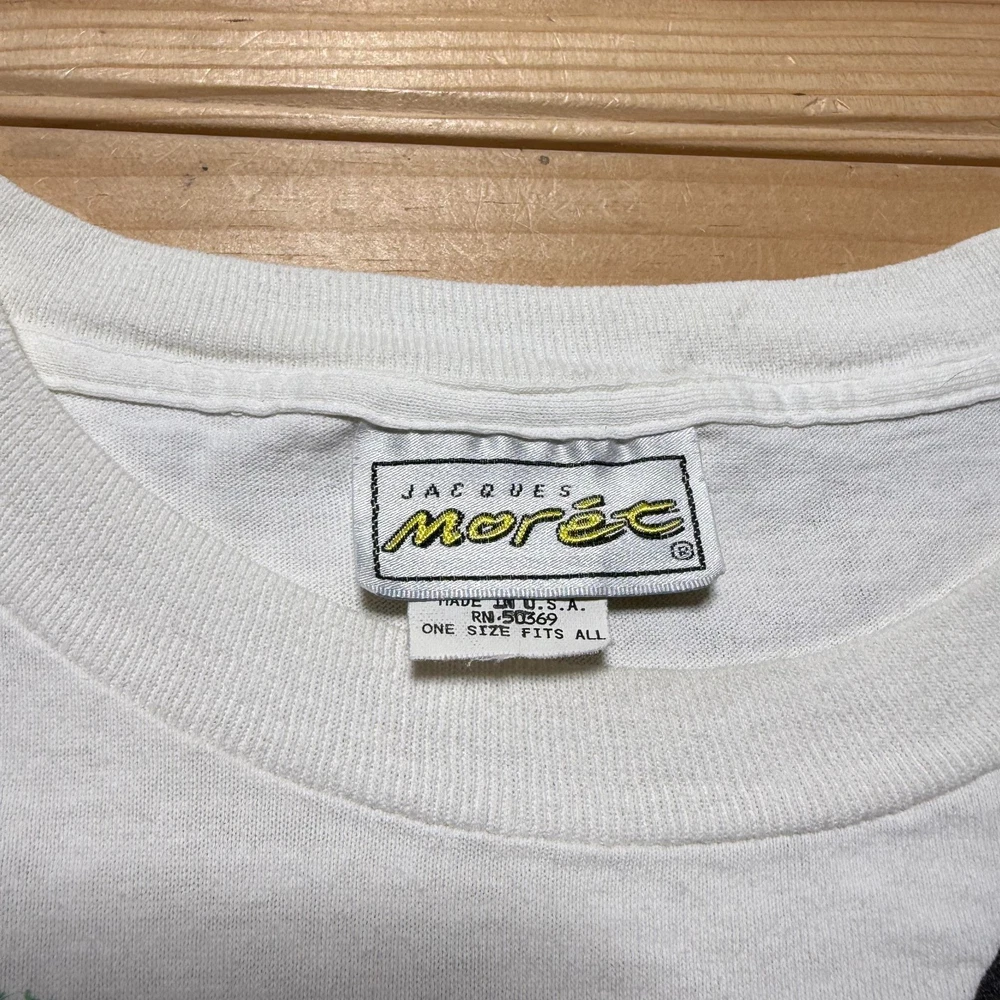 JACQUES
Morét
®
MADE IN U.S.A.
RN 50369
ONE SIZE FITS ALL